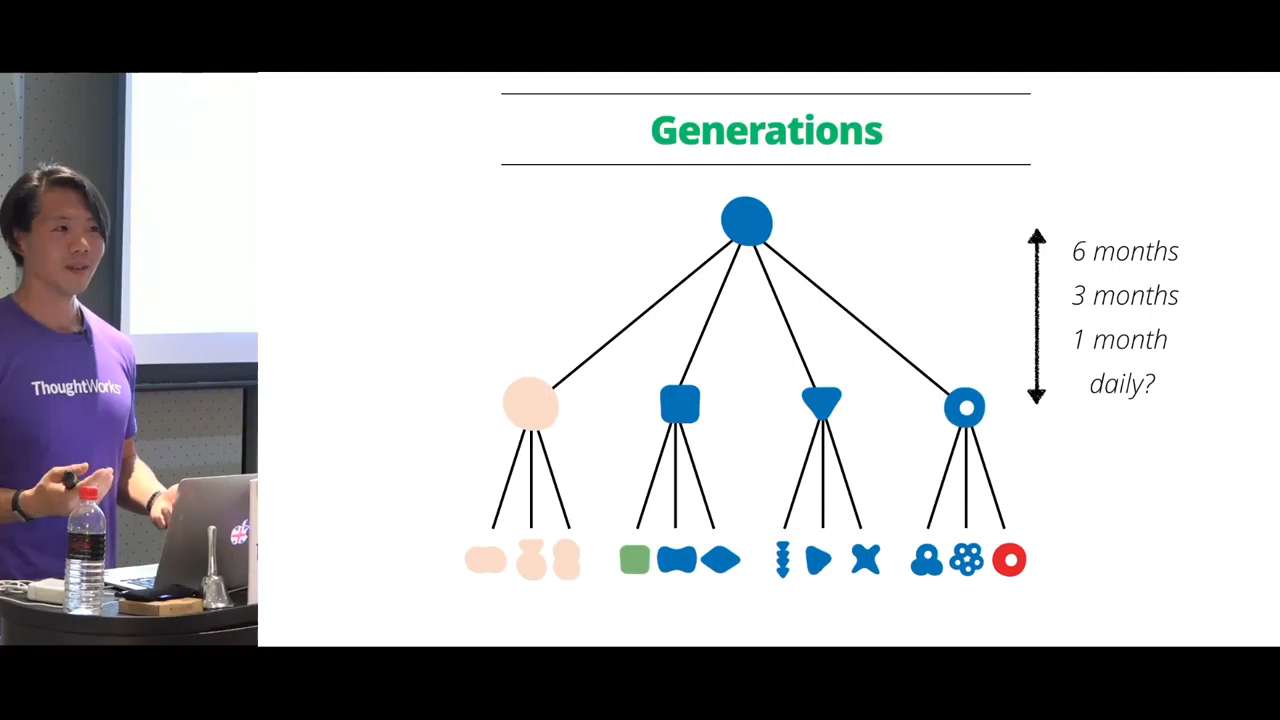 Generations
6 months
3 months
1 month
daily?
ThoughtWorks